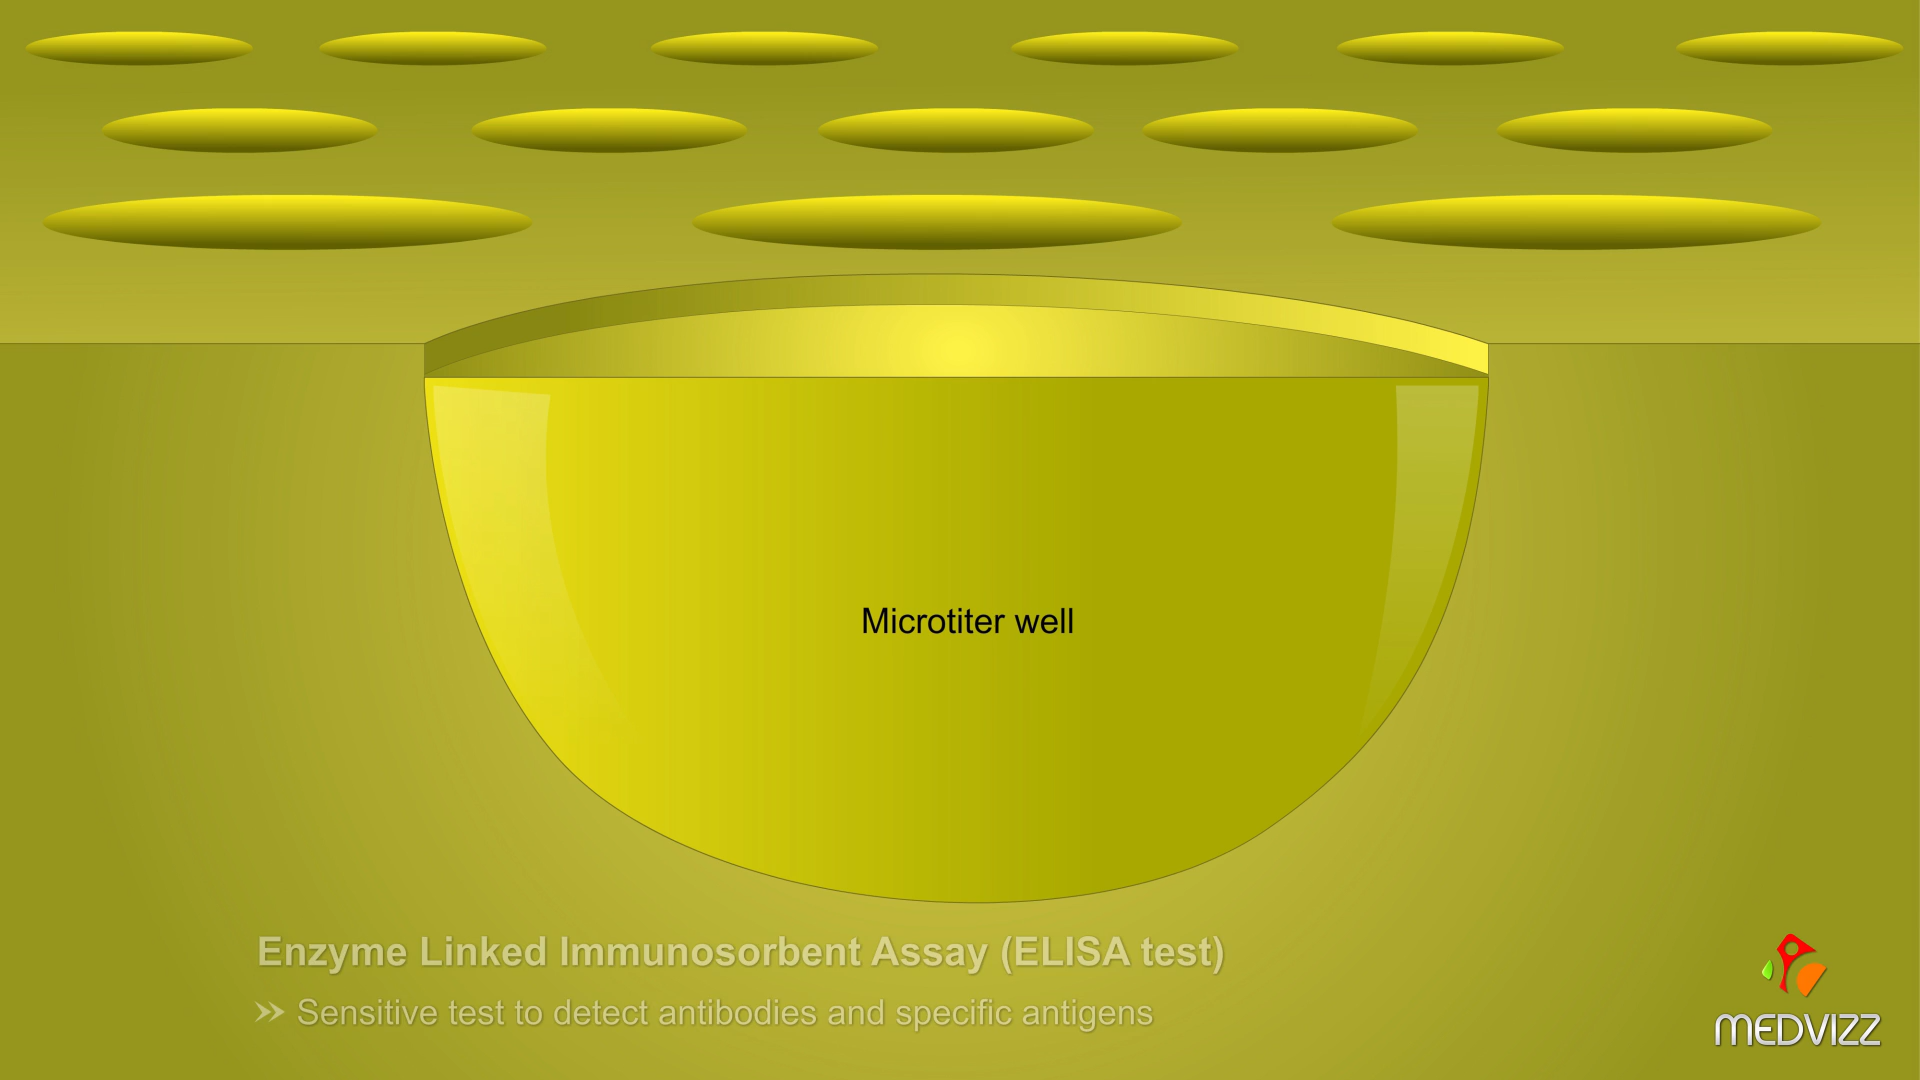 Microtiter well
Enzyme Linked Immunosorbent Assay (ELISA test)
Sensitive test to detect antibodies and specific antigens
MEDVIZZ